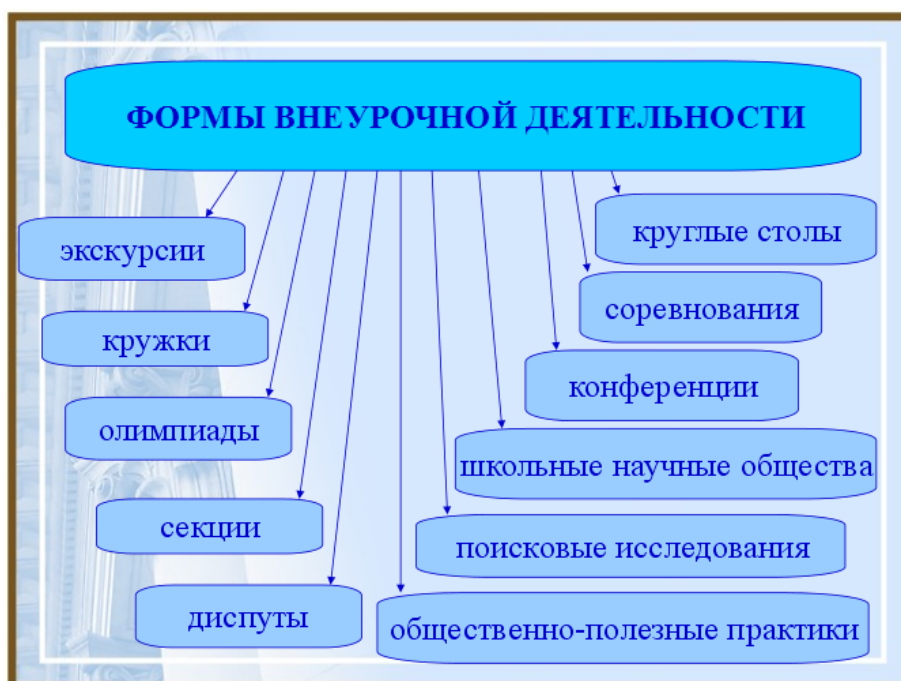 ФОРМЫ ВНЕУРОЧНОЙ ДЕЯТЕЛЬНОСТИ
экскурсии
кружки
олимпиады
секции
диспуты
круглые столы
соревнования
конференции
школьные научные общества
поисковые исследования
общественно-полезные практики